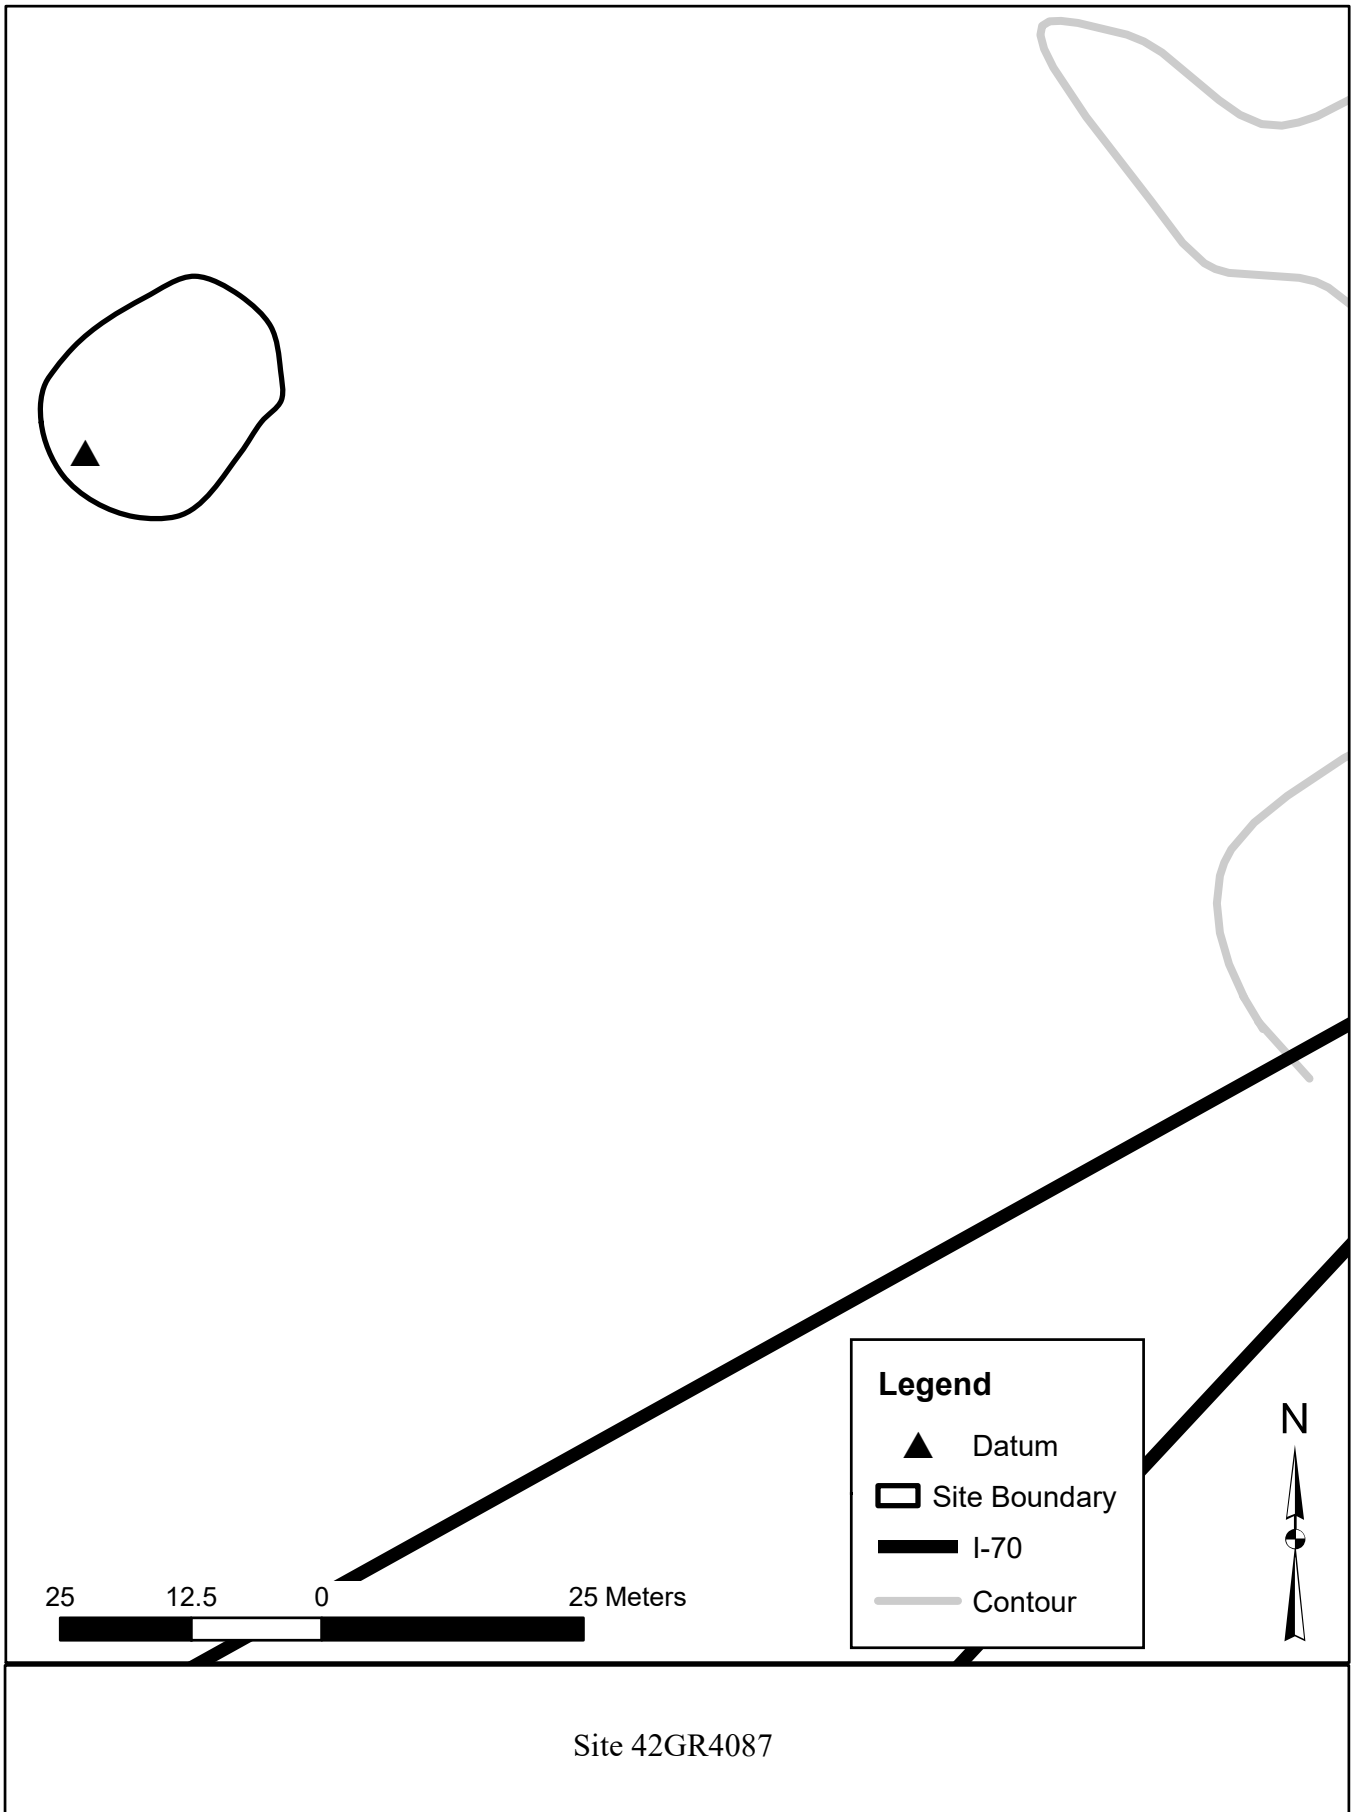 Legend
Datum
Site Boundary
I-70
Contour
N
25 12.5 0 25 Meters
Site 42GR4087